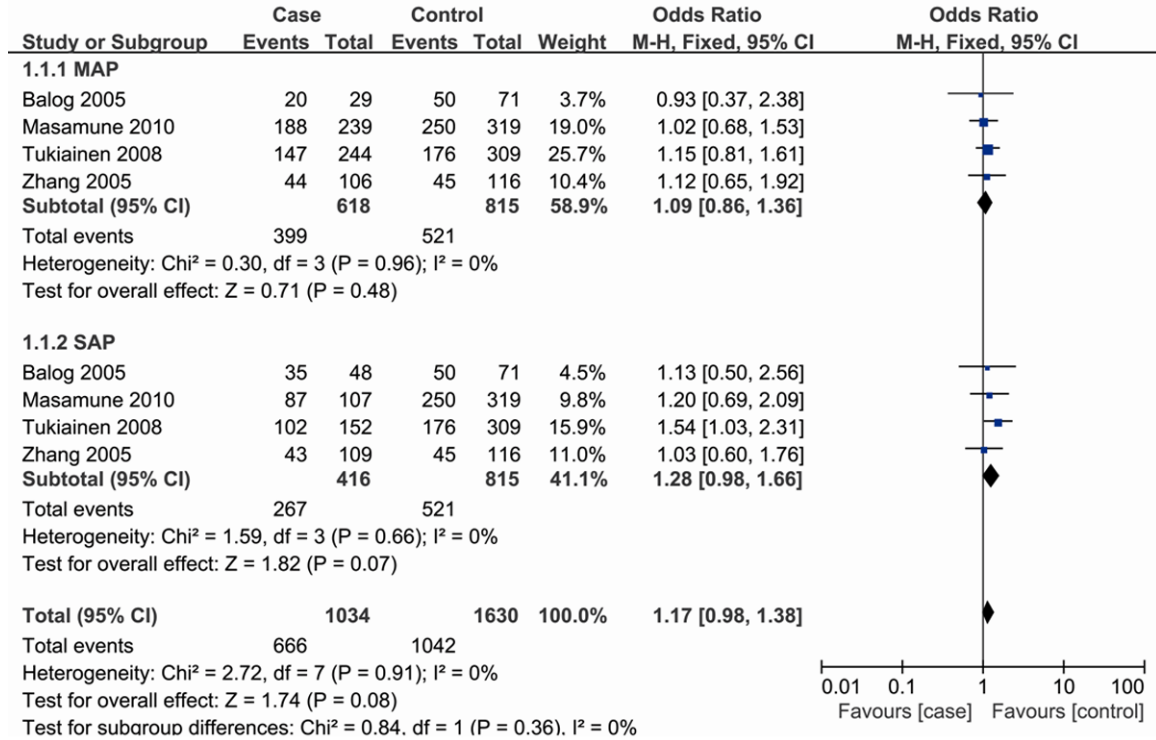 Case Control Odds Ratio Odds Ratio
Study or Subgroup Events Total Events Total Weight M-H, Fixed, 95% CI M-H, Fixed, 95% CI
1.1.1 MAP
Balog 2005 20 29 50 71 3.7% 0.93 [0.37, 2.38]
Masamune 2010 188 239 250 319 19.0% 1.02 [0.68, 1.53]
Tukiainen 2008 147 244 176 309 25.7% 1.15 [0.81, 1.61]
Zhang 2005 44 106 45 116 10.4% 1.12 [0.65, 1.92]
Subtotal (95% CI) 618 815 58.9% 1.09 [0.86, 1.36]
Total events 399 521
Heterogeneity: Chi² = 0.30, df = 3 (P = 0.96); I² = 0%
Test for overall effect: Z = 0.71 (P = 0.48)
1.1.2 SAP
Balog 2005 35 48 50 71 4.5% 1.13 [0.50, 2.56]
Masamune 2010 87 107 250 319 9.8% 1.20 [0.69, 2.09]
Tukiainen 2008 102 152 176 309 15.9% 1.54 [1.03, 2.31]
Zhang 2005 43 109 45 116 11.0% 1.03 [0.60, 1.76]
Subtotal (95% CI) 416 815 41.1% 1.28 [0.98, 1.66]
Total events 267 521
Heterogeneity: Chi² = 1.59, df = 3 (P = 0.66); I² = 0%
Test for overall effect: Z = 1.82 (P = 0.07)
Total (95% CI) 1034 1630 100.0% 1.17 [0.98, 1.38]
Total events 666 1042
Heterogeneity: Chi² = 2.72, df = 7 (P = 0.91); I² = 0%
Test for overall effect: Z = 1.74 (P = 0.08)
Test for subgroup differences: Chi² = 0.84, df = 1 (P = 0.36), I² = 0%
0.01 0.1 1 10 100
Favours [case] Favours [control]